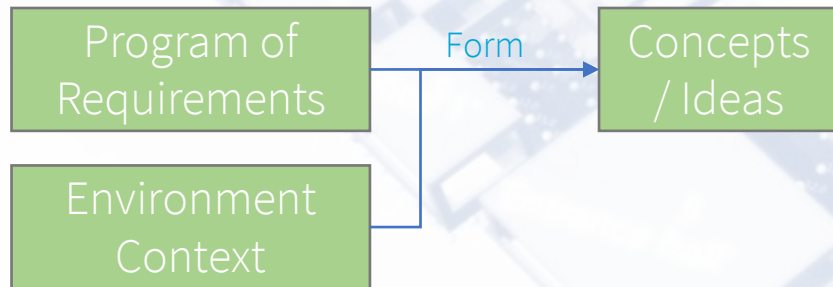 Program of
Requirements
Form
Concepts
/ Ideas
Environment
Context